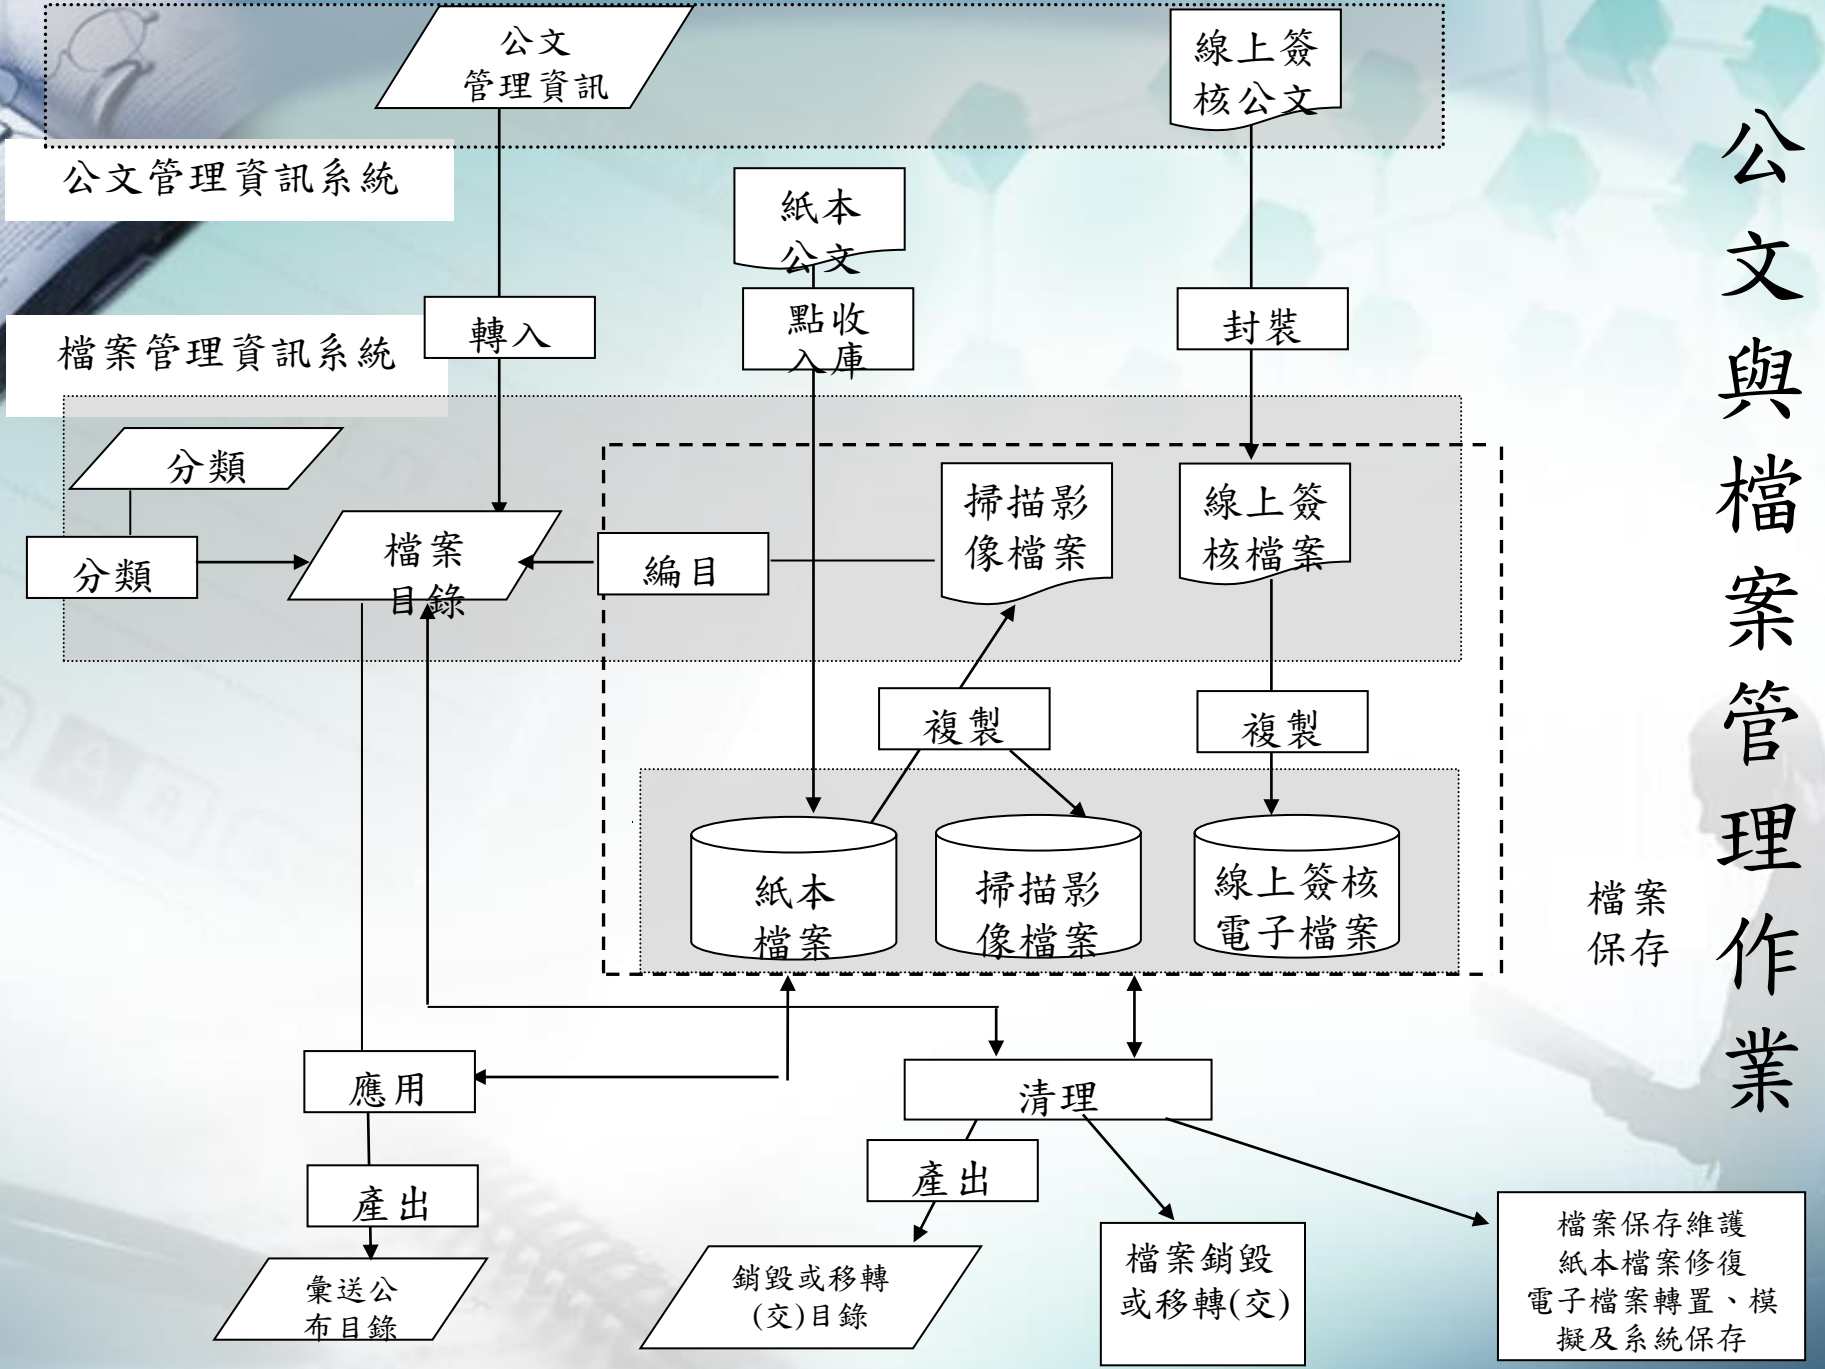 公文
管理資訊
線上簽
核公文
公文管理資訊系統
紙本
公文
檔案管理資訊系統
轉入
點收
入庫
封裝
分類
分類
檔案
目錄
編目
掃描影
像檔案
線上簽
核檔案
複製
複製
紙本
檔案
掃描影
像檔案
線上簽核
電子檔案
檔案
保存
應用
清理
產出
產出
彙送公
布目錄
銷毀或移轉
(交)目錄
檔案銷毀
或移轉(交)
檔案保存維護
紙本檔案修復
電子檔案轉置、模
擬及系統保存
公文與檔案管理作業